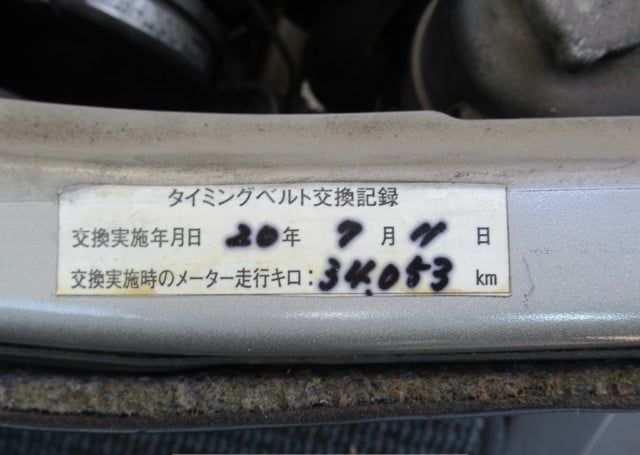 タイミングベルト交換記録
交換実施年月日 20年 7月 11日
交換実施時のメーター走行キロ：34.053 km